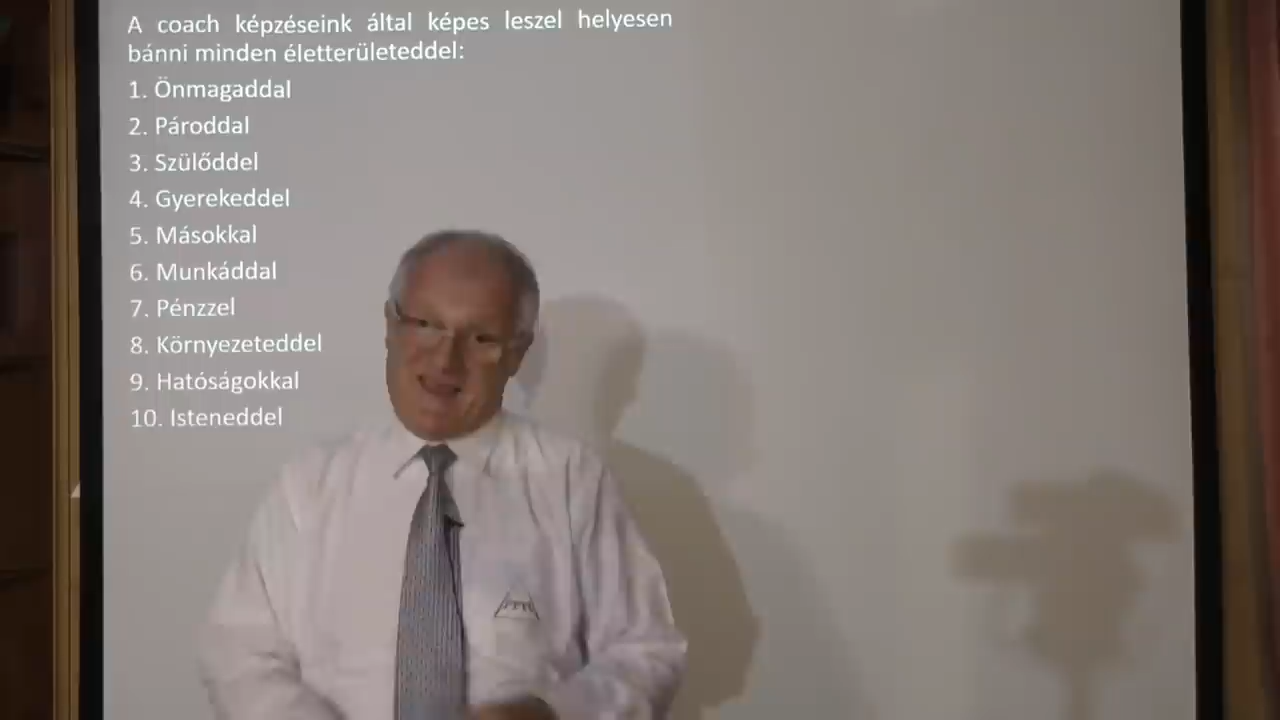 A coach képzéseink által képes leszel helyesen
bánni minden életterületeddel:
1. Önmagaddal
2. Pároddal
3. Szülőddel
4. Gyerekeddel
5. Másokkal
6. Munkáddal
7. Pénzzel
8. Környezeteddel
9. Hatóságokkal
10. Isteneddel